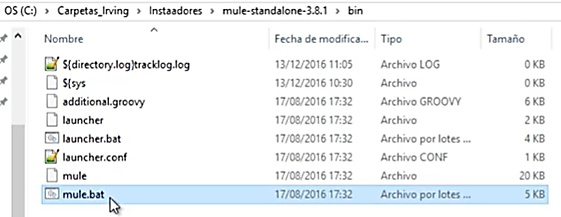 OS (C:) > Carpetas_Irving > Instaadores > mule-standalone-3.8.1 > bin
Nombre Fecha de modifica... Tipo Tamaño
${directory.log}tracklog.log 13/12/2016 11:05 Archivo LOG 0 KB
${sys 13/12/2016 10:30 Archivo 0 KB
additional.groovy 17/08/2016 17:32 Archivo GROOVY 6 KB
launcher 17/08/2016 17:32 Archivo 2 KB
launcher.bat 17/08/2016 17:32 Archivo por lotes ... 4 KB
launcher.conf 17/08/2016 17:32 Archivo CONF 1 KB
mule 17/08/2016 17:32 Archivo 20 KB
mule.bat 17/08/2016 17:32 Archivo por lotes ... 5 KB